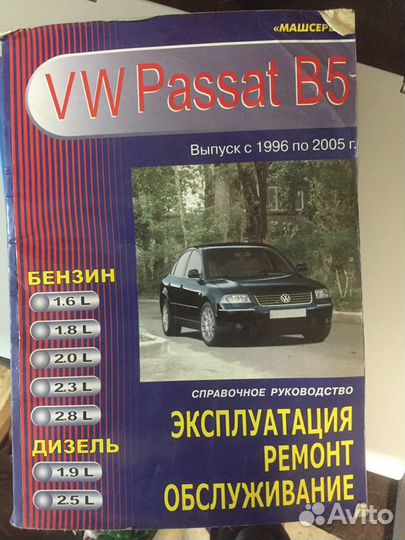 VW Passat B5
Выпуск с 1996 по 2005 г.
БЕНЗИН
1.6 L
1.8 L
2.0 L
2.3 L
2.8 L
ДИЗЕЛЬ
1.9 L
2.5 L
СПРАВОЧНОЕ РУКОВОДСТВО
ЭКСПЛУАТАЦИЯ
РЕМОНТ
ОБСЛУЖИВАНИЕ
Avito